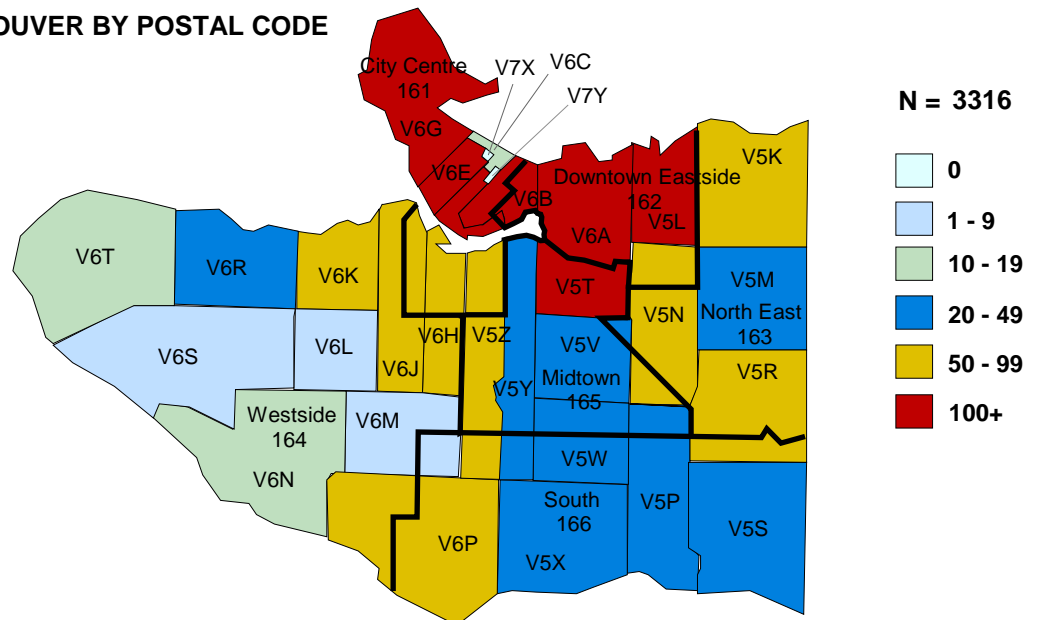 OUVER BY POSTAL CODE
V7X
V6C
V7Y
City Centre
161
V6G
V6E
V6B
Downtown Eastside
162
V5L
V6A
V5K
N = 3316
0
1 - 9
10 - 19
20 - 49
50 - 99
100+
V6T
V6R
V6K
V5T
V5M
V5N
North East
163
V6S
V6L
V6J
V6H
V5Z
V5Y
V5V
Midtown
165
V5R
Westside
164
V6M
V6N
V5W
South
166
V5P
V5S
V6P
V5X